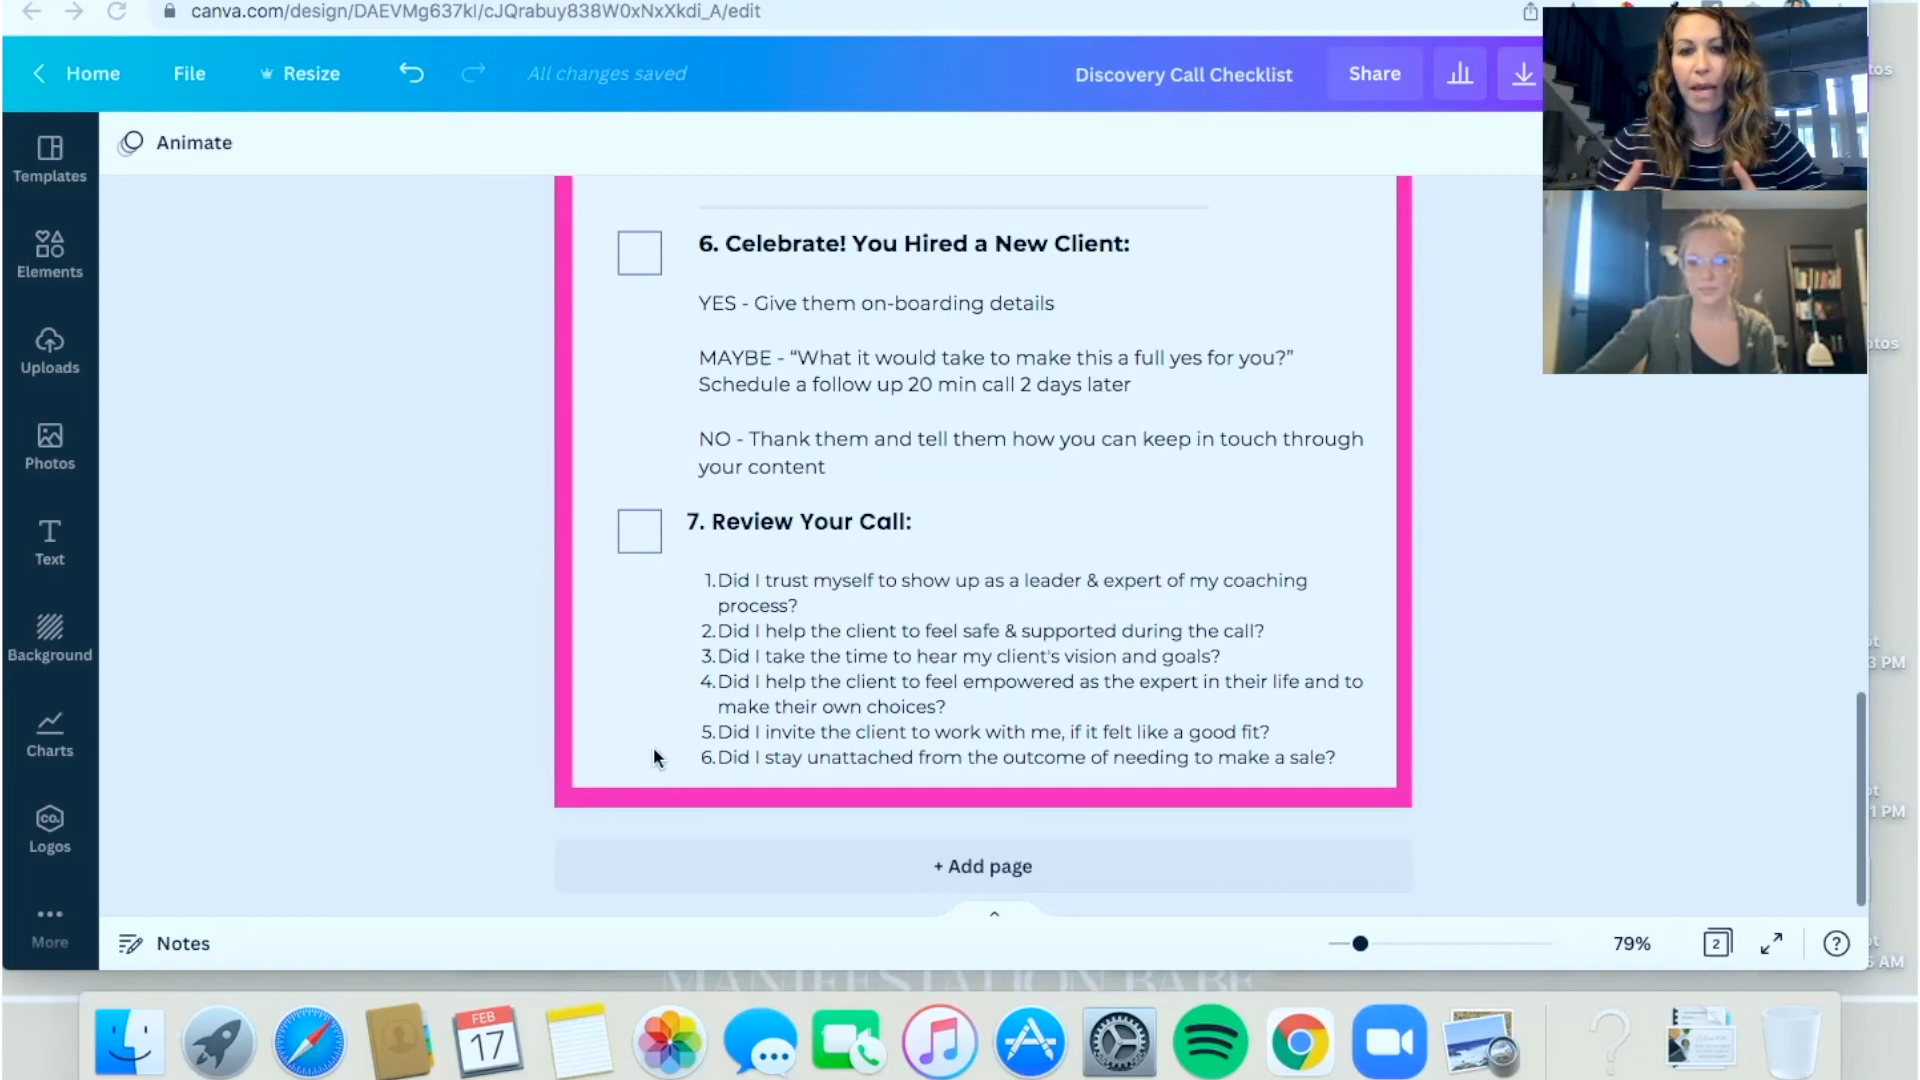 canva.com/design/DAEVMg637kI/cJQrabuy838W0xNxXkdi_A/edit
Home
File
Resize
All changes saved
Discovery Call Checklist
Share
Animate
Templates
Elements
Uploads
Photos
Text
Background
Charts
CO.
Logos
More
6. Celebrate! You Hired a New Client:
YES - Give them on-boarding details
MAYBE - “What it would take to make this a full yes for you?”
Schedule a follow up 20 min call 2 days later
NO - Thank them and tell them how you can keep in touch through
your content
7. Review Your Call:
1. Did I trust myself to show up as a leader & expert of my coaching
process?
2. Did I help the client to feel safe & supported during the call?
3. Did I take the time to hear my client's vision and goals?
4. Did I help the client to feel empowered as the expert in their life and to
make their own choices?
5. Did I invite the client to work with me, if it felt like a good fit?
6. Did I stay unattached from the outcome of needing to make a sale?
+ Add page
Notes
79%
2
?
3 PM
1 PM
AM
MANIFESTATION BABE
FEB
17